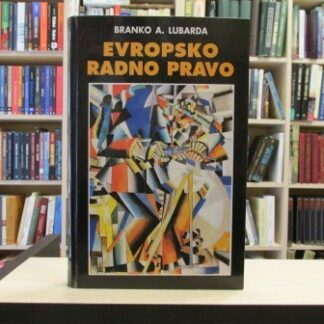 BRANKO A. LUBARDA
EVROPSKO
RADNO PRAVO